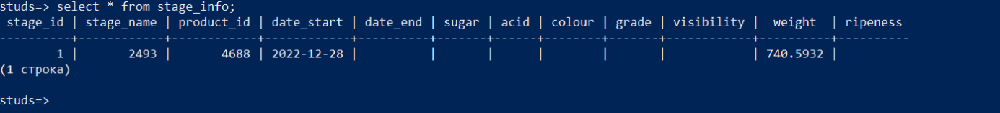 studs=> select * from stage_info;
 stage_id | stage_name | product_id | date_start | date_end | sugar | acid | colour | grade | visibility |  weight  | ripeness
----------+------------+------------+------------+----------+-------+------+--------+-------+------------+----------+----------
        1 |       2493 |       4688 | 2022-12-28 |          |       |      |        |       |            | 740.5932 |
(1 строка)
studs=>